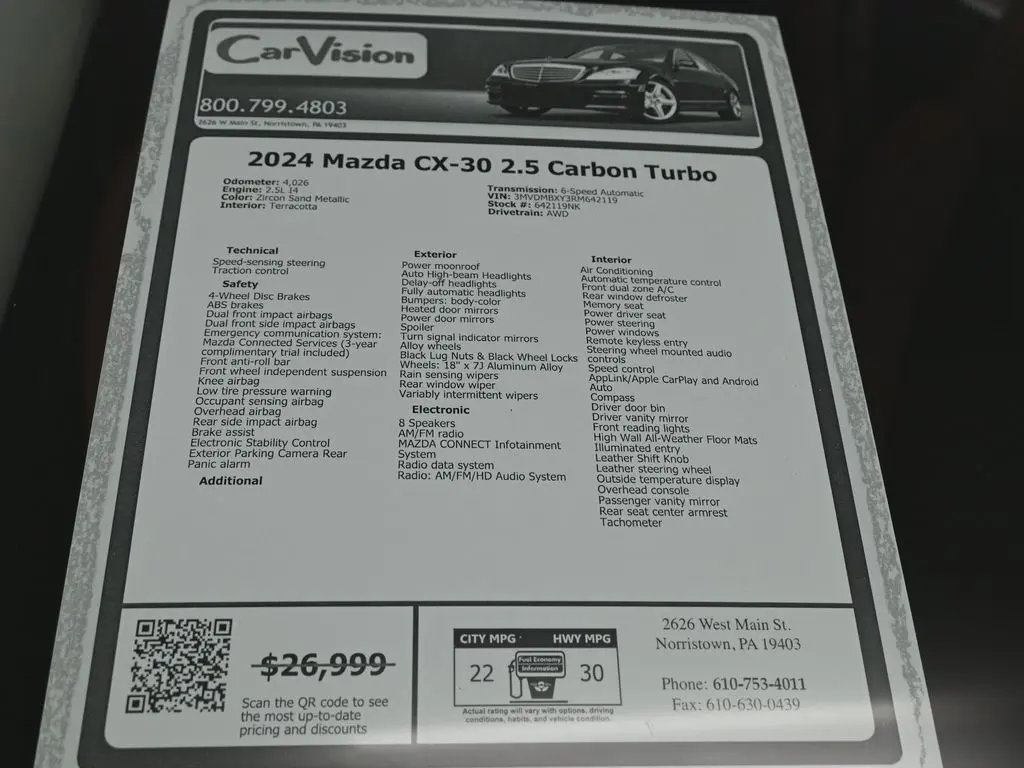 CarVision
800.799.4803
2626 W Main St, Norristown, PA 19403
2024 Mazda CX-30 2.5 Carbon Turbo
Odometer: 4,026
Engine: 2.5L I4
Color: Zircon Sand Metallic
Interior: Terracotta
Transmission: 6-Speed Automatic
VIN: 3MVDMBXY3RM642119
Stock #: 642119NK
Drivetrain: AWD
Technical
Speed-sensing steering
Traction control
Safety
4-Wheel Disc Brakes
ABS brakes
Dual front impact airbags
Dual front side impact airbags
Emergency communication system:
Mazda Connected Services (3-year
complimentary trial included)
Front anti-roll bar
Front wheel independent suspension
Knee airbag
Low tire pressure warning
Occupant sensing airbag
Overhead airbag
Rear side impact airbag
Brake assist
Electronic Stability Control
Exterior Parking Camera Rear
Panic alarm
Additional
Exterior
Power moonroof
Auto High-beam Headlights
Delay-off headlights
Fully automatic headlights
Bumpers: body-color
Heated door mirrors
Power door mirrors
Spoiler
Turn signal indicator mirrors
Alloy wheels
Black Lug Nuts & Black Wheel Locks
Wheels: 18" x 7J Aluminum Alloy
Rain sensing wipers
Rear window wiper
Variably intermittent wipers
Electronic
8 Speakers
AM/FM radio
MAZDA CONNECT Infotainment
System
Radio data system
Radio: AM/FM/HD Audio System
Interior
Air Conditioning
Automatic temperature control
Front dual zone A/C
Rear window defroster
Memory seat
Power driver seat
Power steering
Power windows
Remote keyless entry
Steering wheel mounted audio
controls
Speed control
AppLink/Apple CarPlay and Android
Auto
Compass
Driver door bin
Driver vanity mirror
Front reading lights
High Wall All-Weather Floor Mats
Illuminated entry
Leather Shift Knob
Leather steering wheel
Outside temperature display
Overhead console
Passenger vanity mirror
Rear seat center armrest
Tachometer
$26,999
Scan the QR code to see
the most up-to-date
pricing and discounts
CITY MPG HWY MPG
22 30
Fuel Economy
Information
Actual rating will vary with options, driving
conditions, habits, and vehicle condition.
2626 West Main St.
Norristown, PA 19403
Phone: 610-753-4011
Fax: 610-630-0439